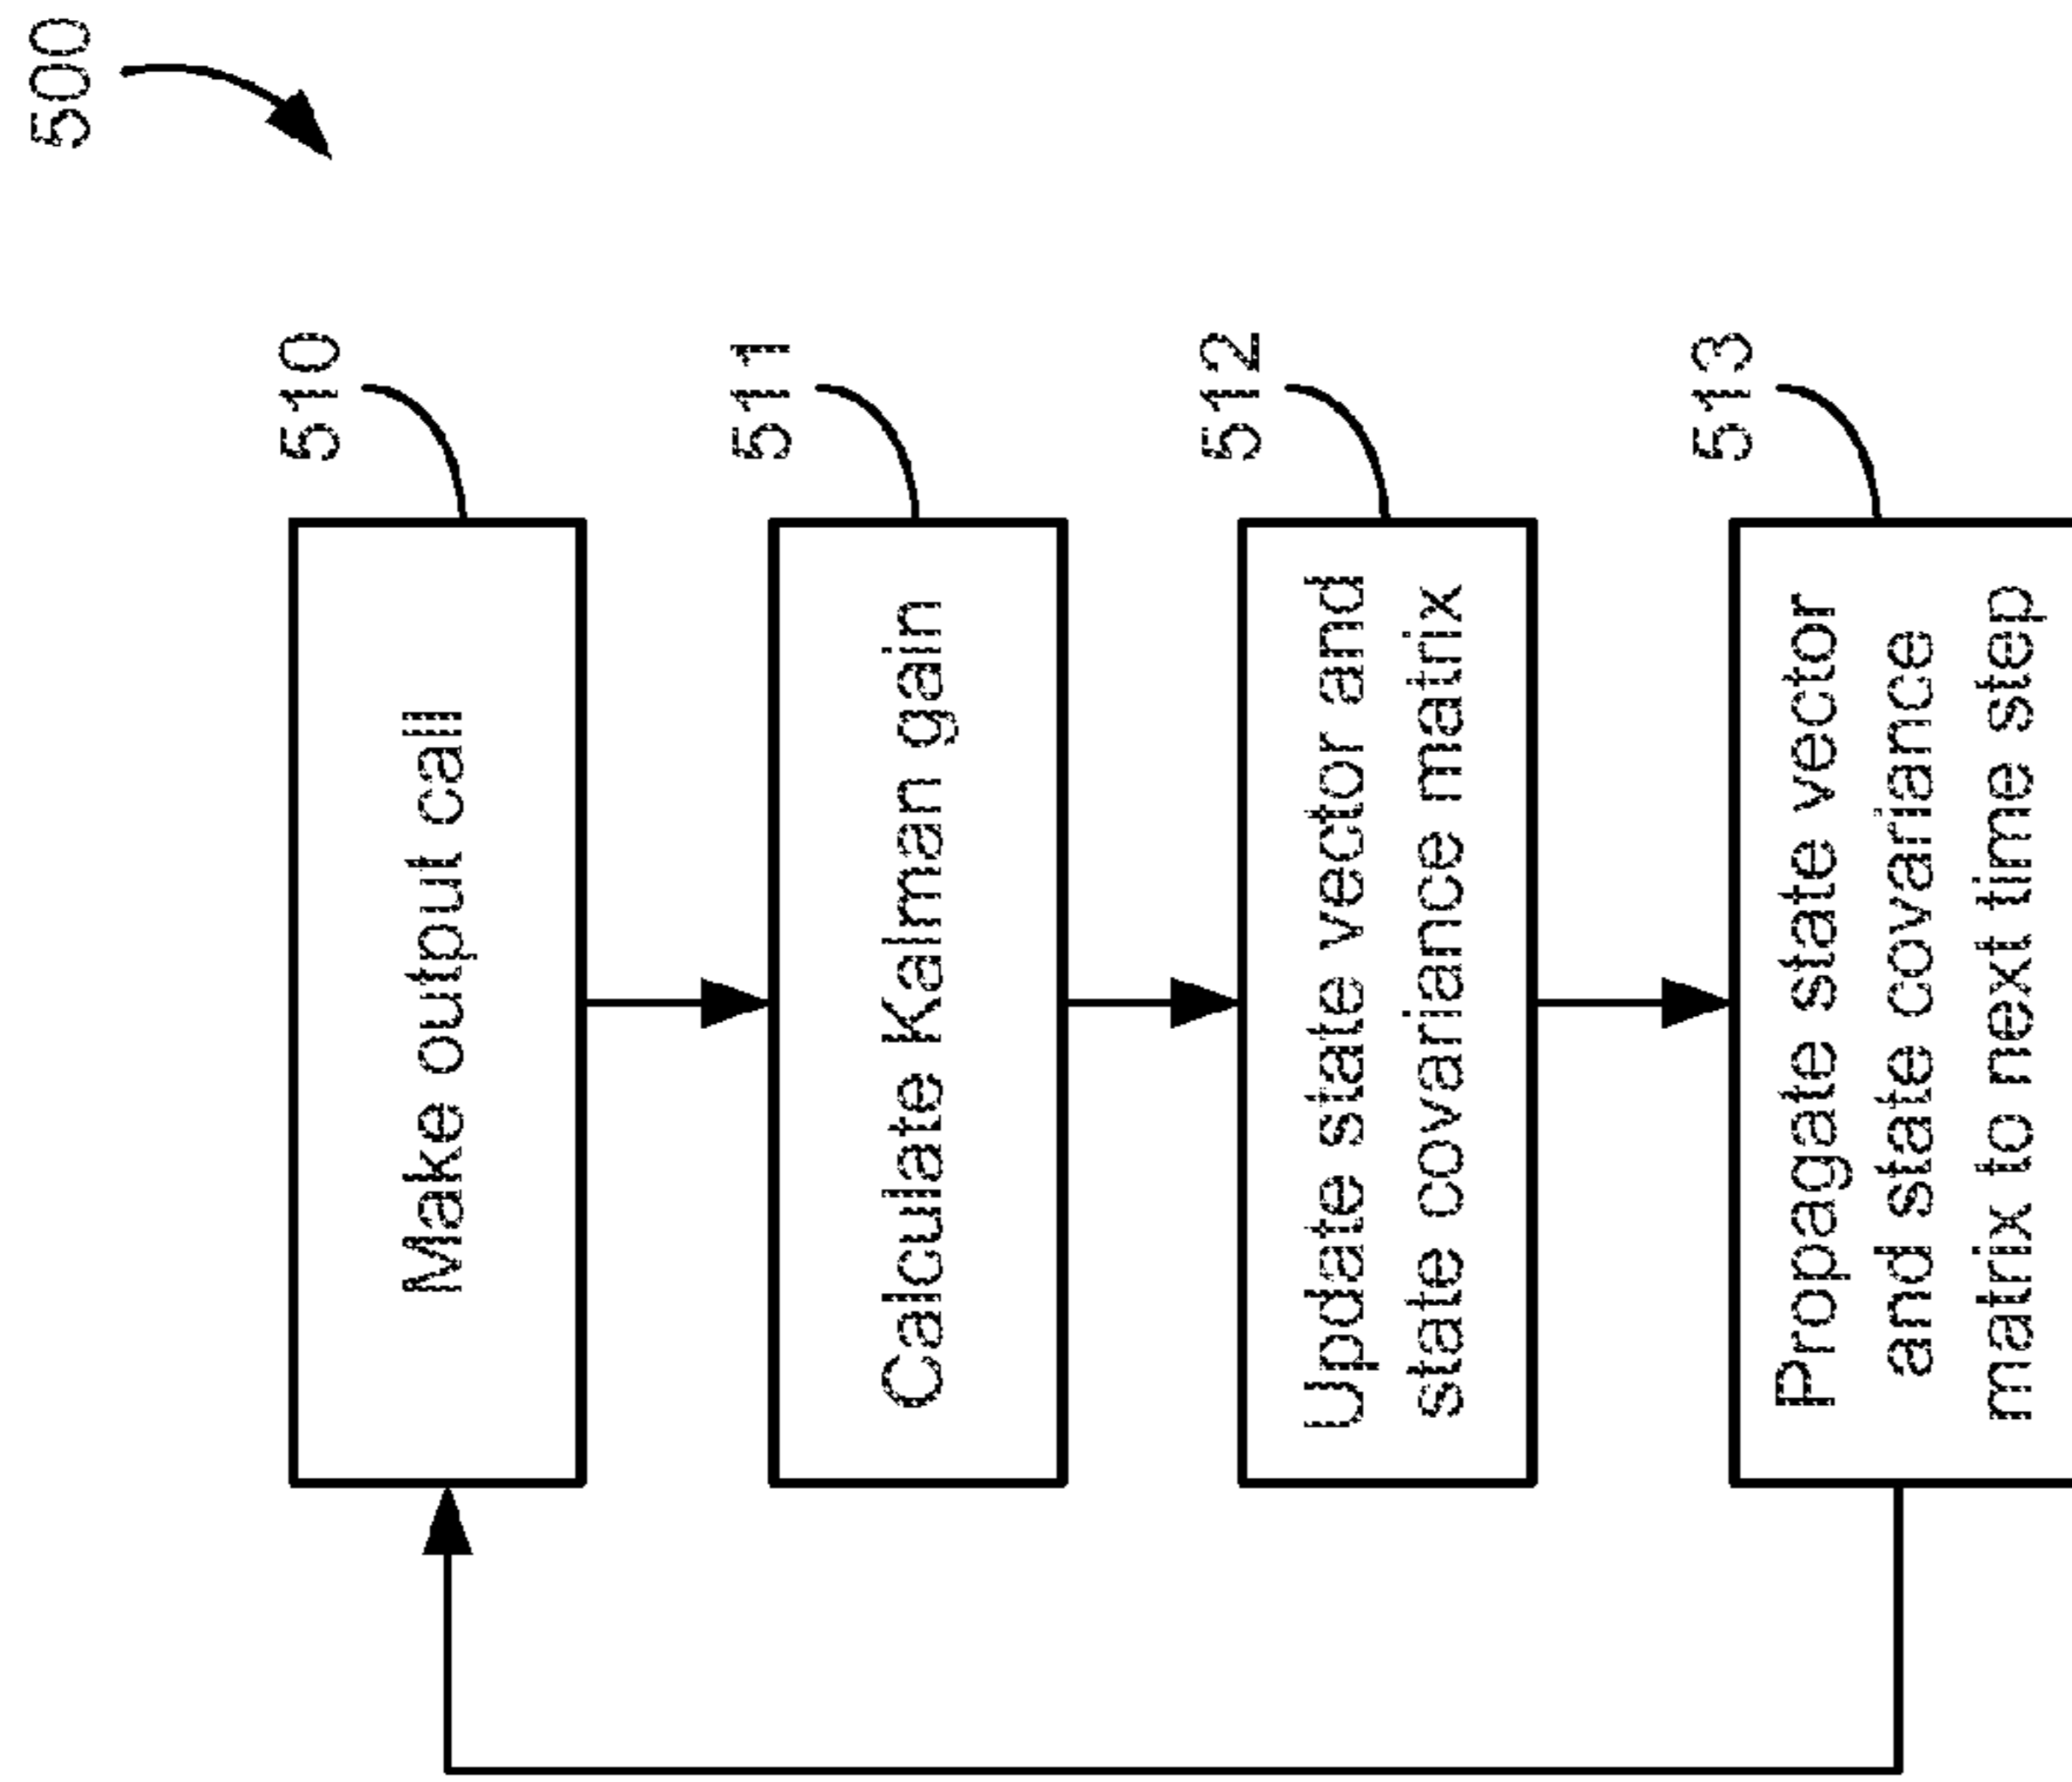 500
510
Make output call
511
Calculate Kalman gain
512
Update state vector and
state covariance matrix
513
Propagate state vector
and state covariance
matrix to next time step